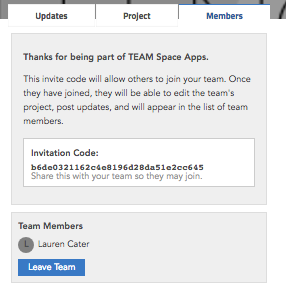 Updates
Project
Members
Thanks for being part of TEAM Space Apps.
This invite code will allow others to join your team. Once
they have joined, they will be able to edit the team's
project, post updates, and will appear in the list of team
members.
Invitation Code:
b6de0321162c4e8196d28da51e2cc645
Share this with your team so they may join.
Team Members
L Lauren Cater
Leave Team